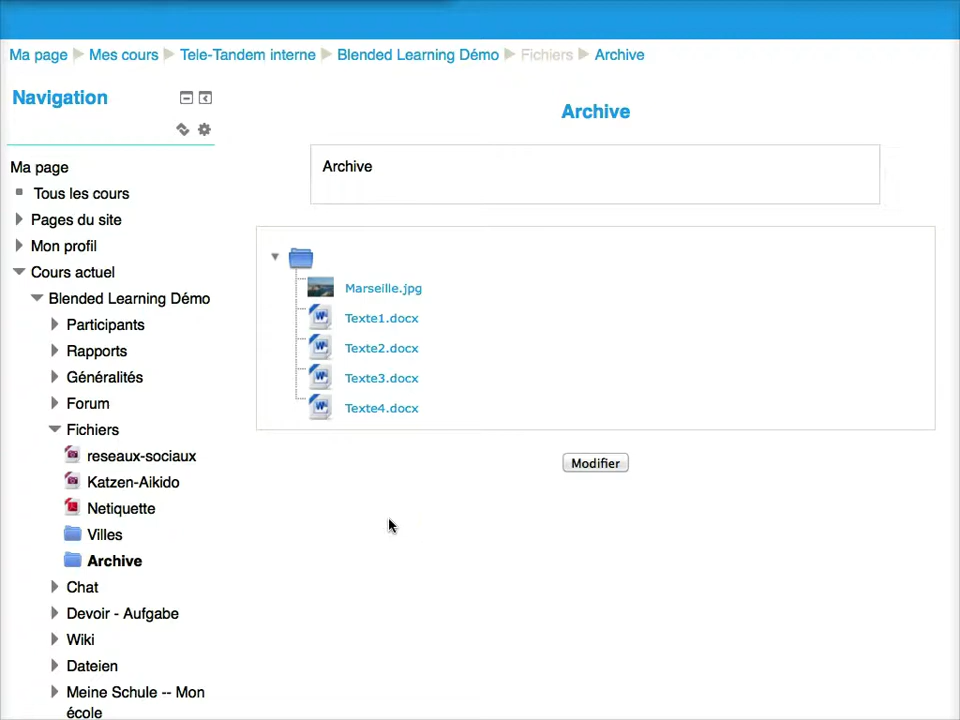 Ma page Mes cours Tele-Tandem interne Blended Learning Démo Fichiers Archive
Navigation
Ma page
Tous les cours
Pages du site
Mon profil
Cours actuel
Blended Learning Démo
Participants
Rapports
Généralités
Forum
Fichiers
reseaux-sociaux
Katzen-Aikido
Netiquette
Villes
Archive
Chat
Devoir - Aufgabe
Wiki
Dateien
Meine Schule -- Mon
école
Archive
Archive
Marseille.jpg
Texte1.docx
Texte2.docx
Texte3.docx
Texte4.docx
Modifier